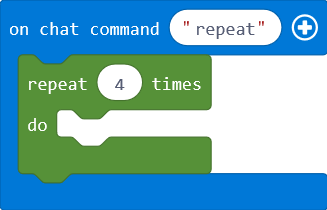 on chat command "repeat"
repeat 4 times
do